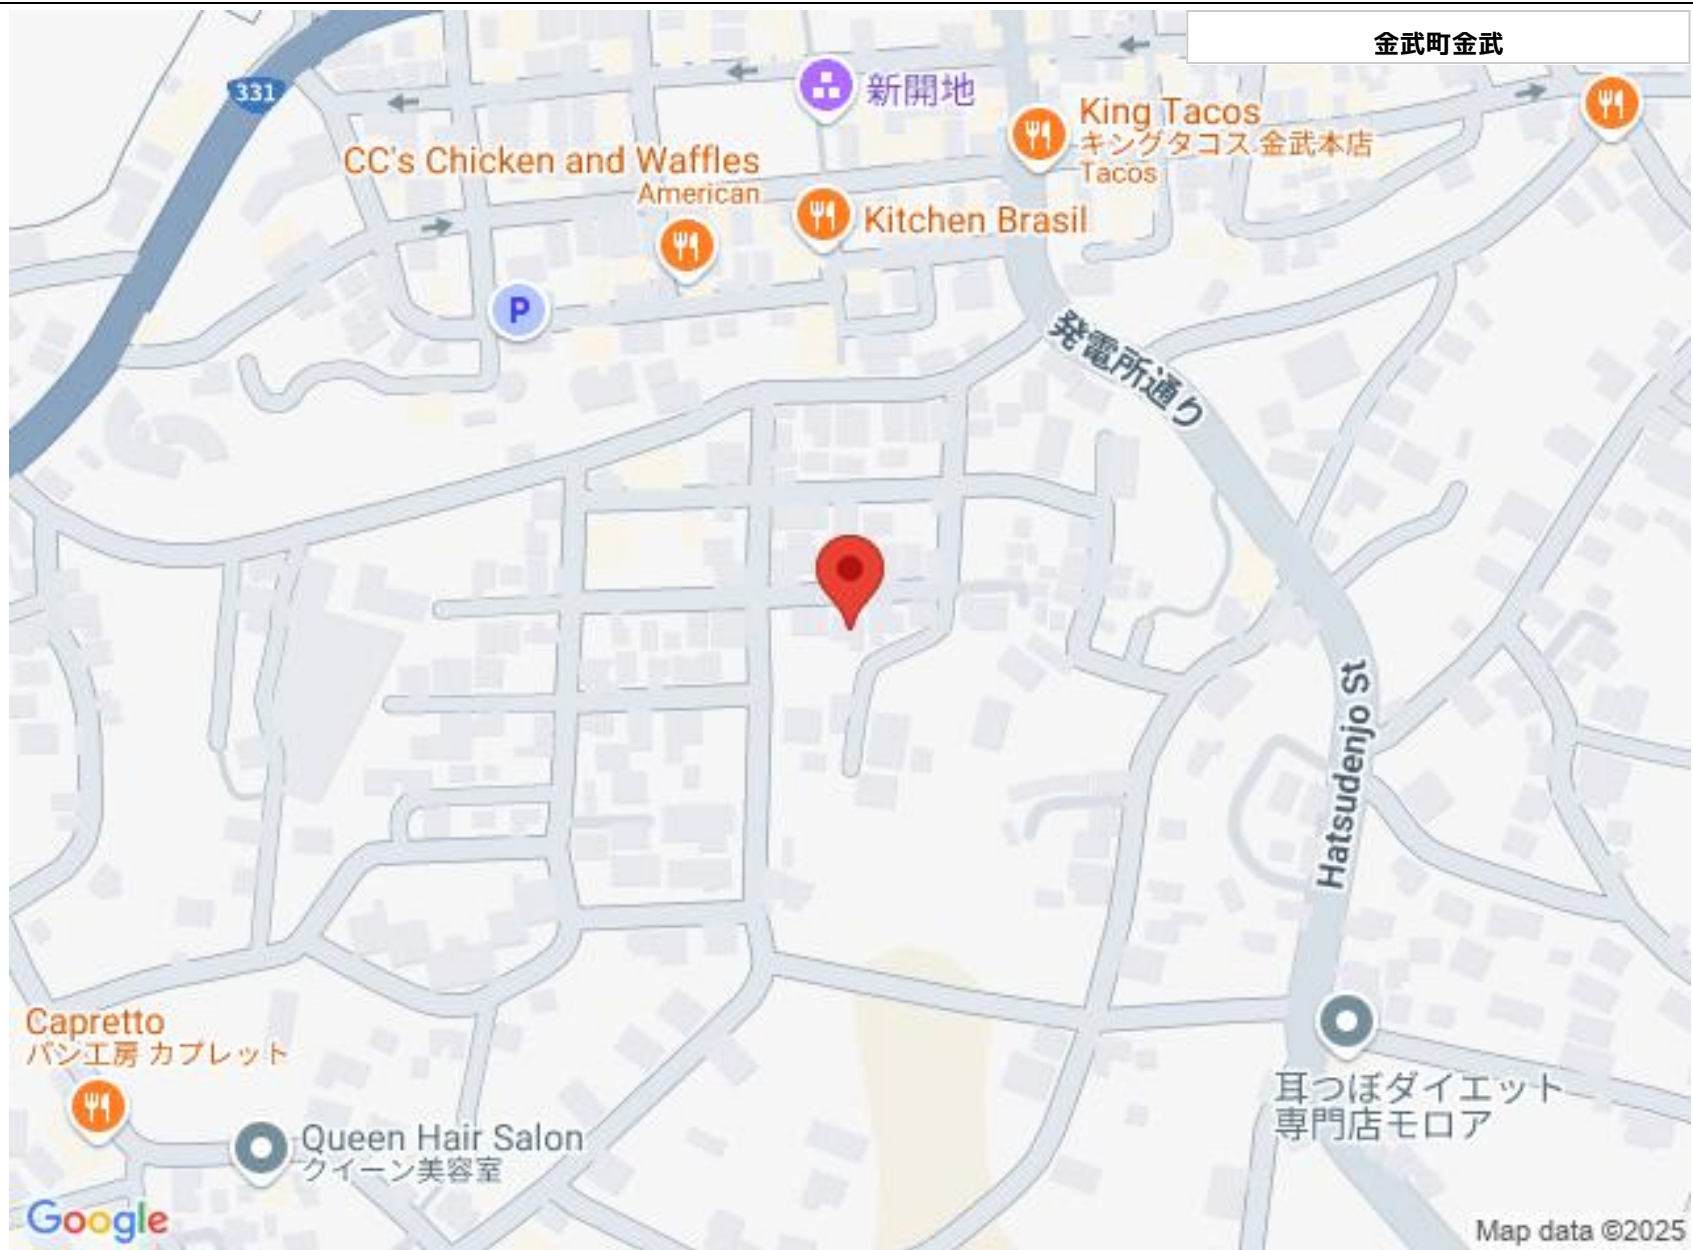 金武町金武
331
新開地
King Tacos
キングタコス 金武本店
Tacos
CC's Chicken and Waffles
American
Kitchen Brasil
P
発電所通り
Hatsudenjo St
Capretto
パン工房 カプレット
Queen Hair Salon
クイーン美容室
耳つぼダイエット
専門店モロア
Google
Map data ©2025